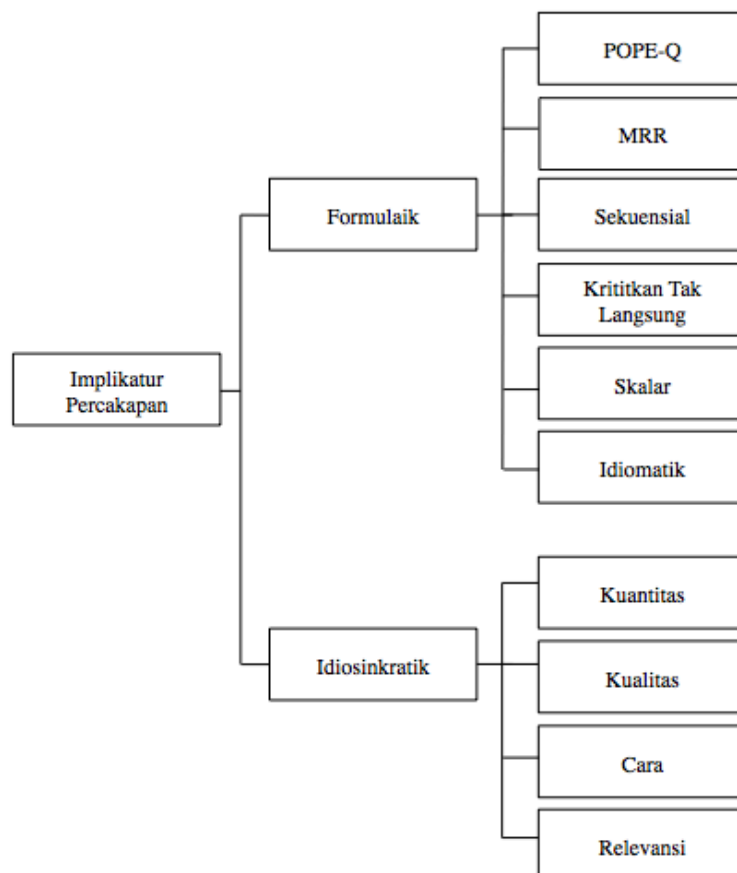 Implikatur
Percakapan
Formulaik
POPE-Q
MRR
Sekuensial
Krititkan Tak
Langsung
Skalar
Idiomatik
Idiosinkratik
Kuantitas
Kualitas
Cara
Relevansi